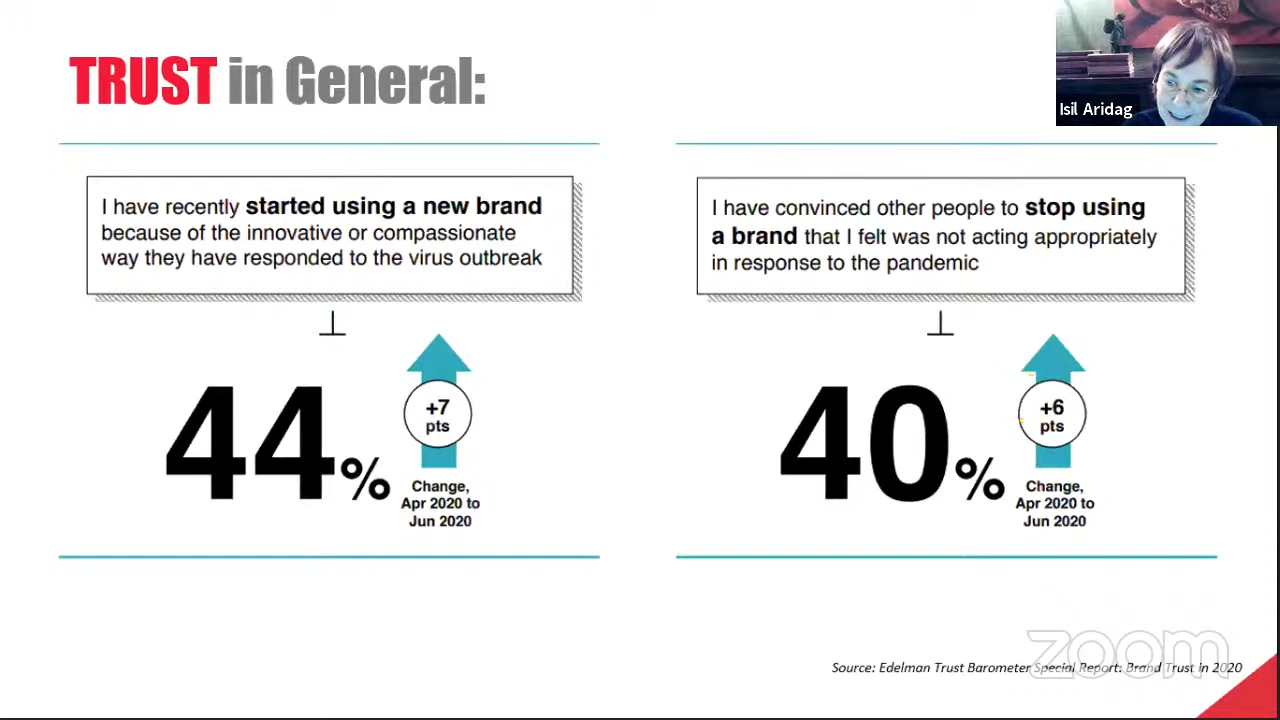 TRUST in General:
Isil Aridag
I have recently started using a new brand
because of the innovative or compassionate
way they have responded to the virus outbreak
44%
+7
pts
Change,
Apr 2020 to
Jun 2020
I have convinced other people to stop using
a brand that I felt was not acting appropriately
in response to the pandemic
40%
+6
pts
Change,
Apr 2020 to
Jun 2020
zoom
Source: Edelman Trust Barometer Special Report: Brand Trust in 2020